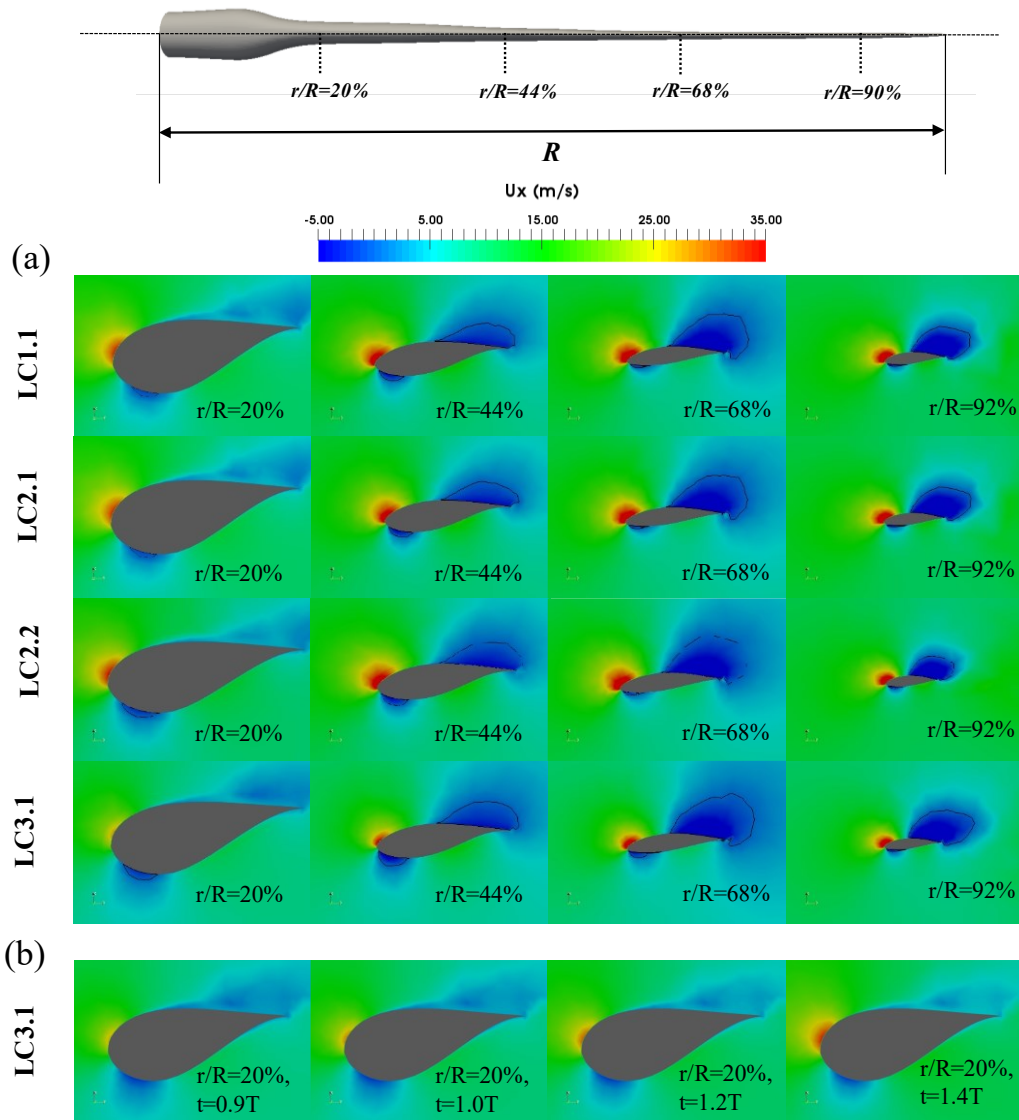 r/R=20% r/R=44% r/R=68% r/R=90%
R
Ux (m/s)
-5.00 5.00 15.00 25.00 35.00
(a)
LC1.1
r/R=20% r/R=44% r/R=68% r/R=92%
LC2.1
r/R=20% r/R=44% r/R=68% r/R=92%
LC2.2
r/R=20% r/R=44% r/R=68% r/R=92%
LC3.1
r/R=20% r/R=44% r/R=68% r/R=92%
(b)
LC3.1
r/R=20%, r/R=20%, r/R=20%, r/R=20%,
t=0.9T t=1.0T t=1.2T t=1.4T